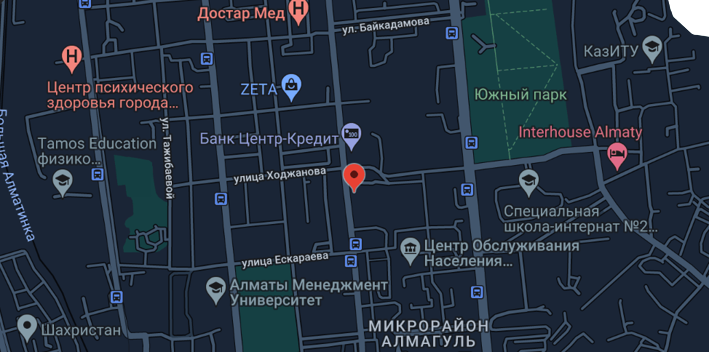 Достар Мед
ул. Байкадамова
КазИТУ
Центр психического
здоровья города...
ZETA
Южный парк
Банк Центр-Кредит
Interhouse Almaty
Tamos Education
физико...
ул. Тажибаевой
Большая Алматинка
улица Ходжанова
Специальная
школа-интернат №2...
Центр Обслуживания
Населения...
улица Ескараева
Алматы Менеджмент
Университет
Шахристан
МИКРОРАЙОН
АЛМАГУЛЬ